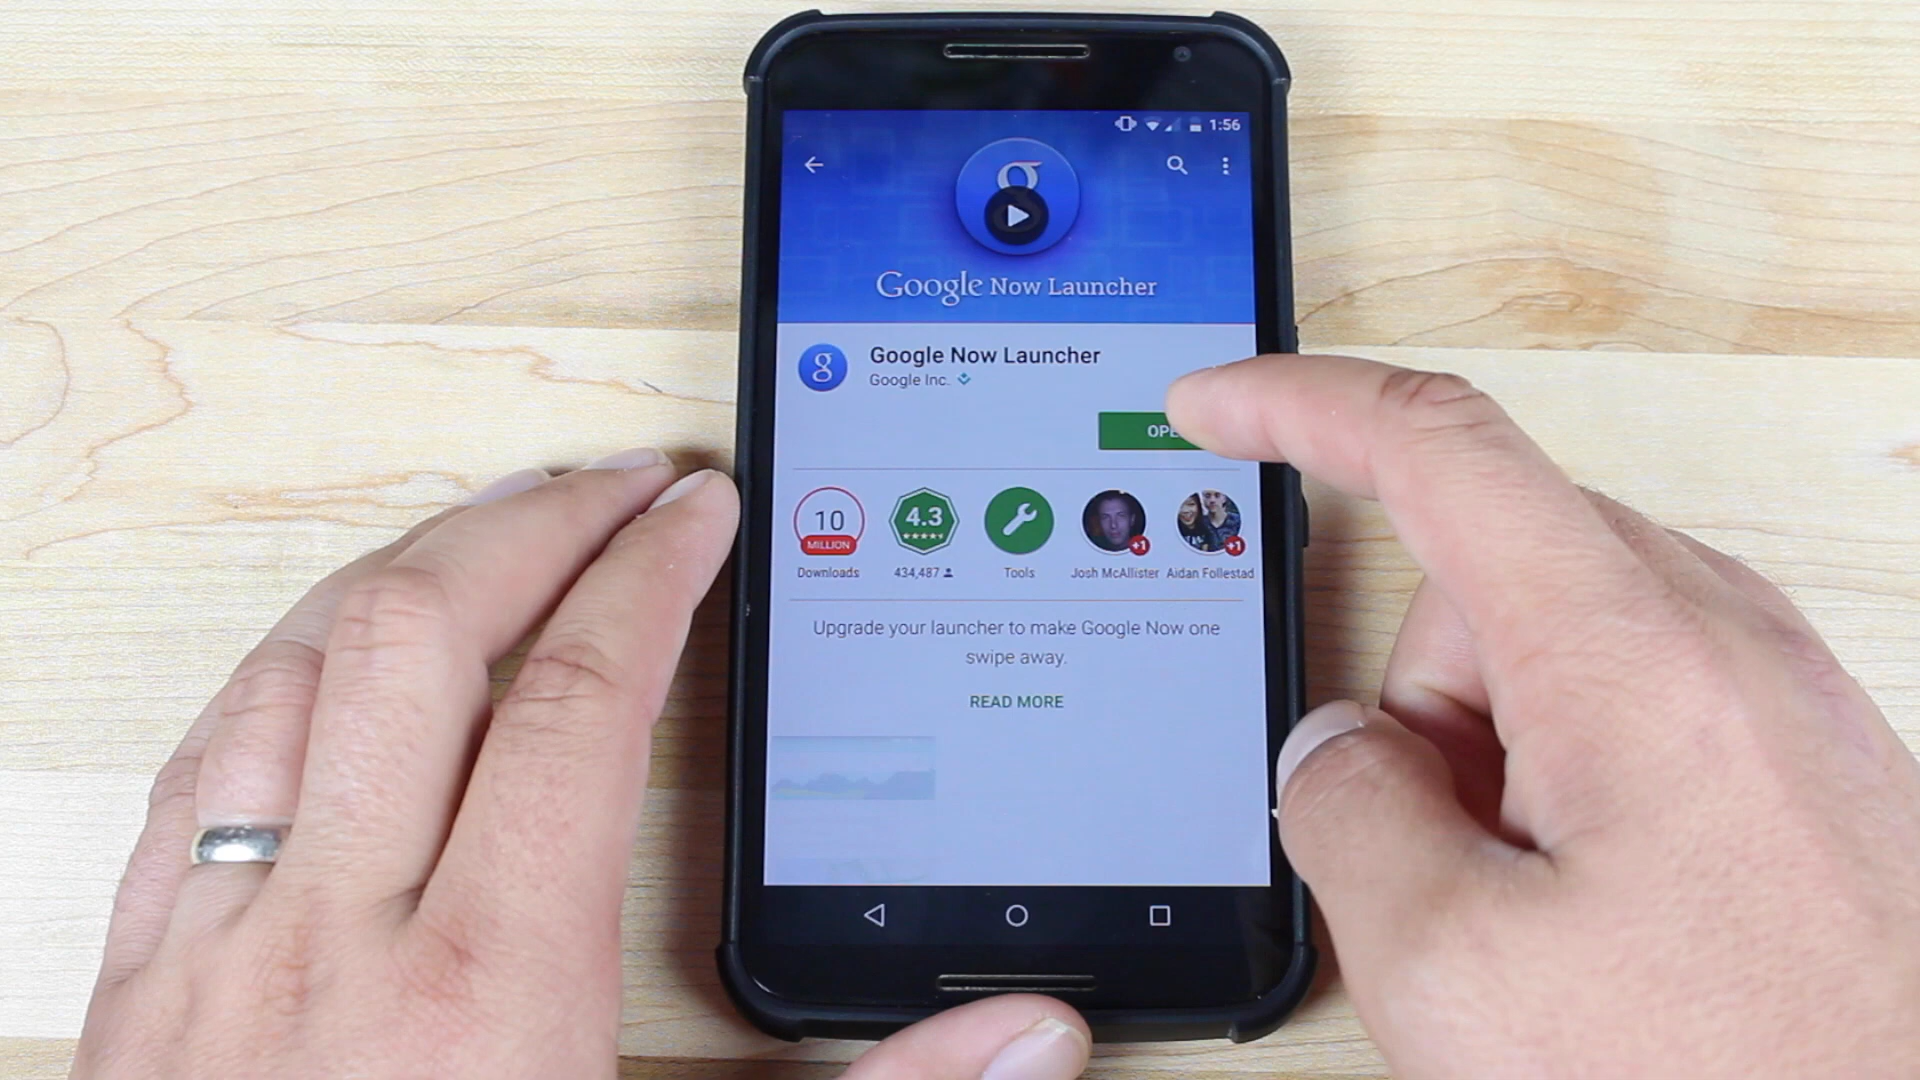 1:56
g
Google Now Launcher
g
Google Now Launcher
Google Inc.
OPE
10
MILLION
Downloads
4.3
434,487
Tools
+1
Josh McAllister
+1
Aidan Follestad
Upgrade your launcher to make Google Now one
swipe away.
READ MORE